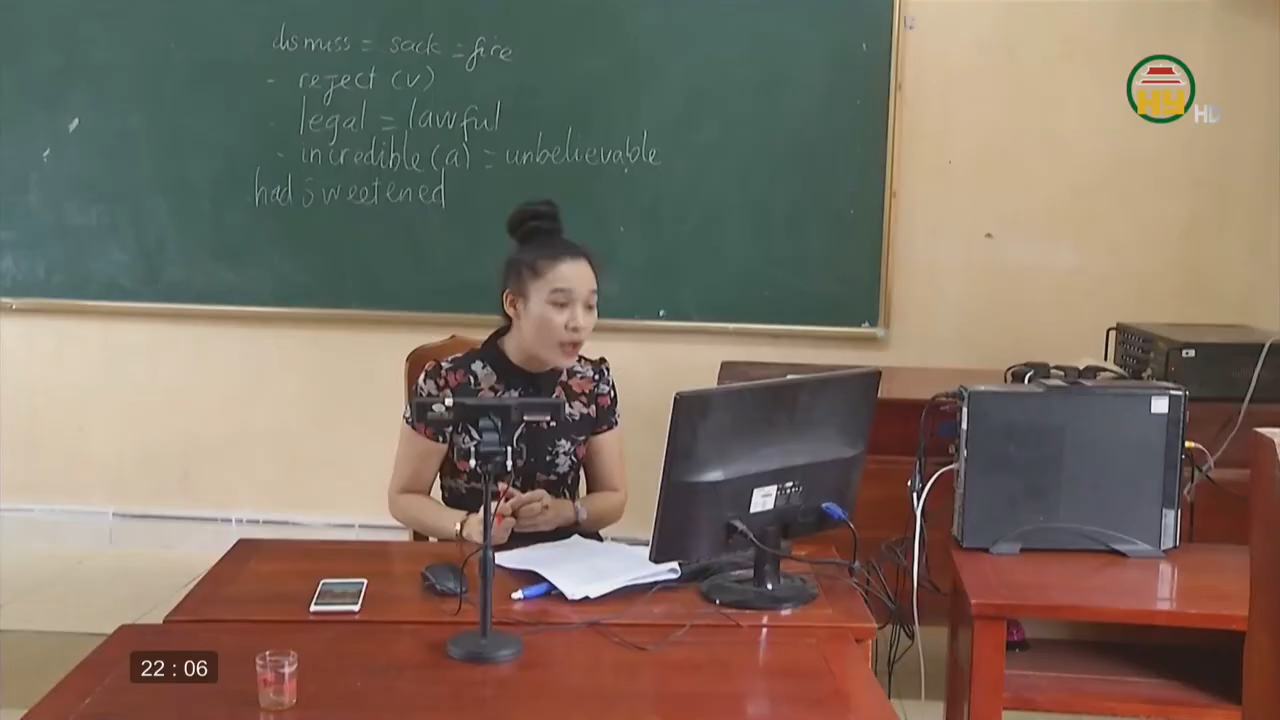 dismiss = sack = fire
- reject (v)
- legal = lawful
- incredible (a) = unbelievable
had sweetened
HY HD
22 : 06